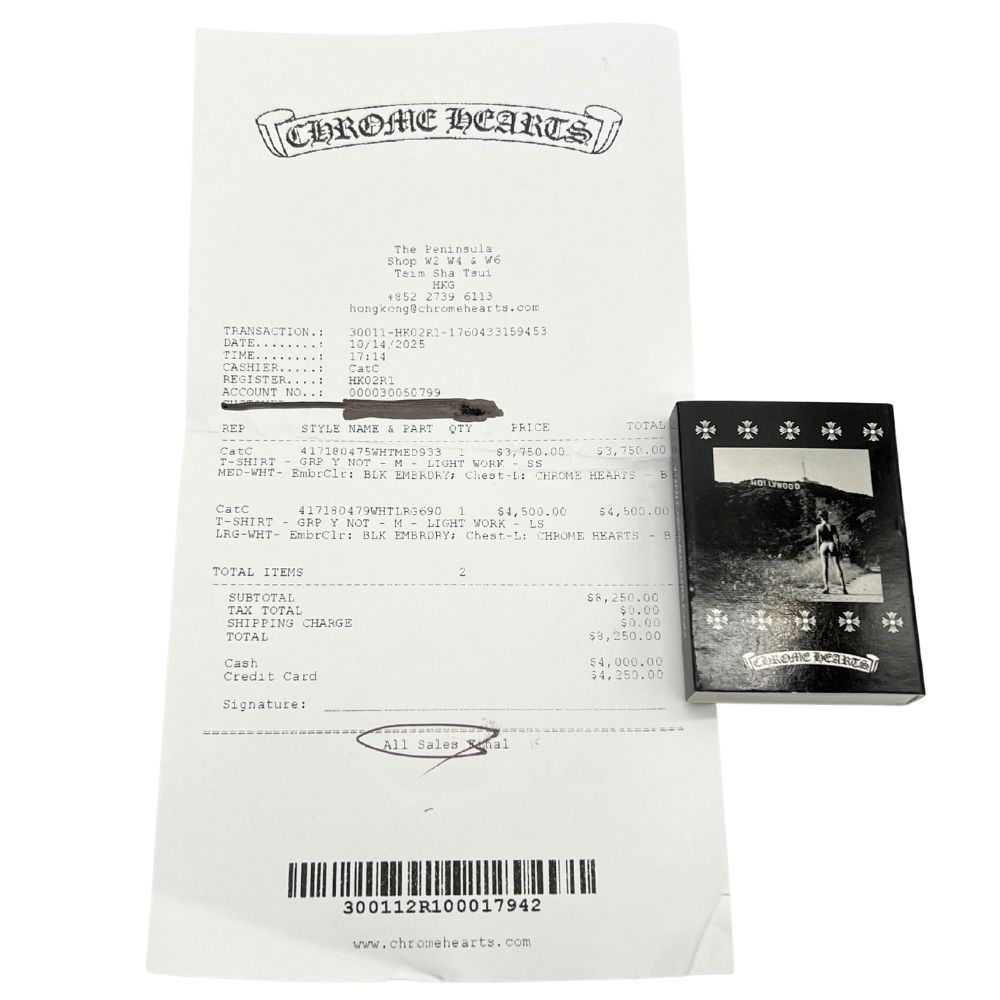 CHROME HEARTS
The Peninsula
Shop W2 W4 & W6
Tsim Sha Tsui
HKG
+852 2739 6113
hongkong@chromehearts.com
TRANSACTION.: 30011-HK02R1-1760433159453
DATE........: 10/14/2025
TIME........: 17:14
CASHIER.....: CatC
REGISTER....: HK02R1
ACCOUNT NO..: 000030050799
REP STYLE NAME & PART QTY PRICE TOTAL
CatC 417180475WHTMED933 1 $3,750.00 $3,750.00
T-SHIRT - GRP Y NOT - M - LIGHT WORK - SS
MED-WHT- EmbrClr: BLK EMBRDRY; Chest-L: CHROME HEARTS - B
CatC 417180479WHTLRG690 1 $4,500.00 $4,500.00
T-SHIRT - GRP Y NOT - M - LIGHT WORK - LS
LRG-WHT- EmbrClr: BLK EMBRDRY; Chest-L: CHROME HEARTS - B
TOTAL ITEMS 2
SUBTOTAL $8,250.00
TAX TOTAL $0.00
SHIPPING CHARGE $0.00
TOTAL $8,250.00
Cash $4,000.00
Credit Card $4,250.00
Signature:
All Sales Final
300112R100017942
www.chromehearts.com
HOLLYWOOD
CHROME HEARTS